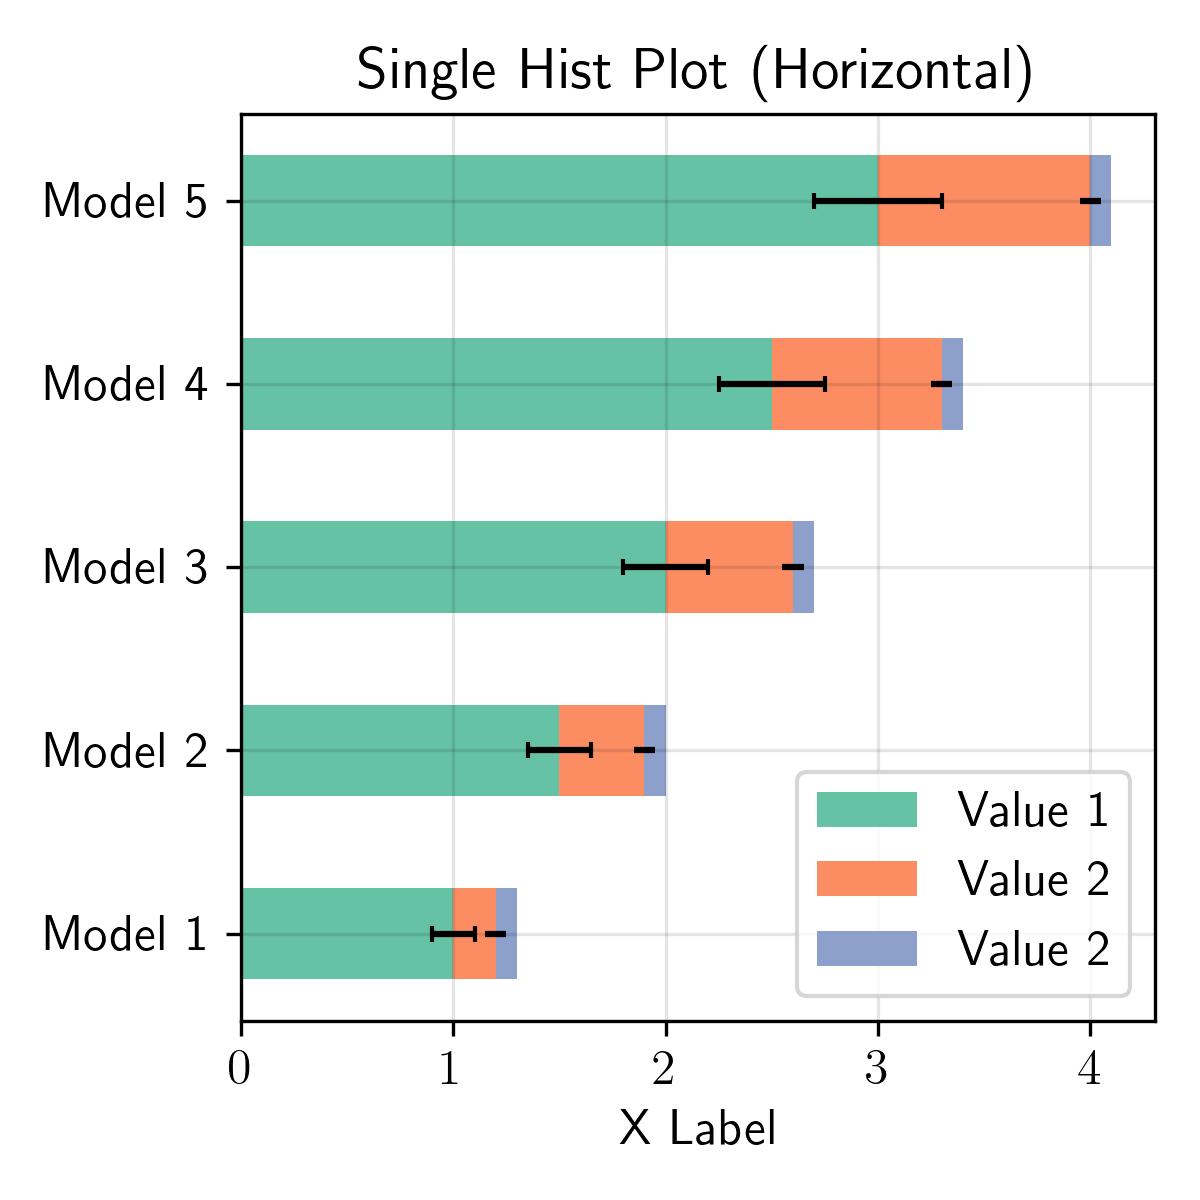 Single Hist Plot (Horizontal)
Model 5
Model 4
Model 3
Model 2
Model 1
Value 1
Value 2
Value 2
0 1 2 3 4
X Label